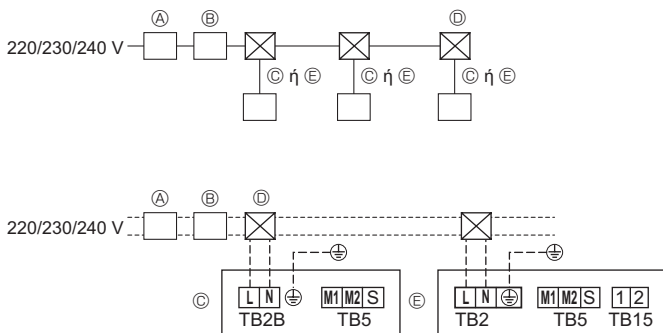 Ⓐ Ⓑ Ⓓ
220/230/240 V
Ⓒ ή Ⓔ Ⓒ ή Ⓔ Ⓒ ή Ⓔ
Ⓐ Ⓑ Ⓓ
220/230/240 V
Ⓒ L N M1 M2 S Ⓔ L N M1 M2 S 1 2
TB2B TB5 TB2 TB5 TB15